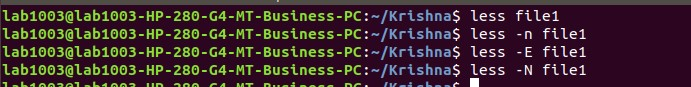 lab1003@lab1003-HP-280-G4-MT-Business-PC:~/Krishna$ less file1
lab1003@lab1003-HP-280-G4-MT-Business-PC:~/Krishna$ less -n file1
lab1003@lab1003-HP-280-G4-MT-Business-PC:~/Krishna$ less -E file1
lab1003@lab1003-HP-280-G4-MT-Business-PC:~/Krishna$ less -N file1
lab1003@lab1003-HP-280-G4-MT-Business-PC:~/Krishna$